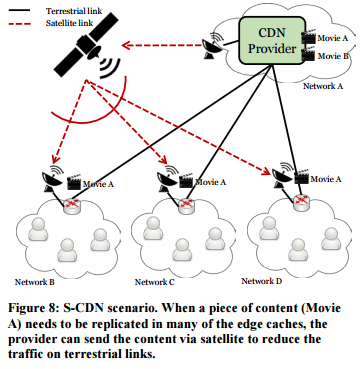 Terrestrial link
Satellite link
CDN
Provider
Movie A
Movie B
Network A
Movie A
Movie A
Movie A
Network B
Network C
Network D
Figure 8: S-CDN scenario. When a piece of content (Movie
A) needs to be replicated in many of the edge caches, the
provider can send the content via satellite to reduce the
traffic on terrestrial links.